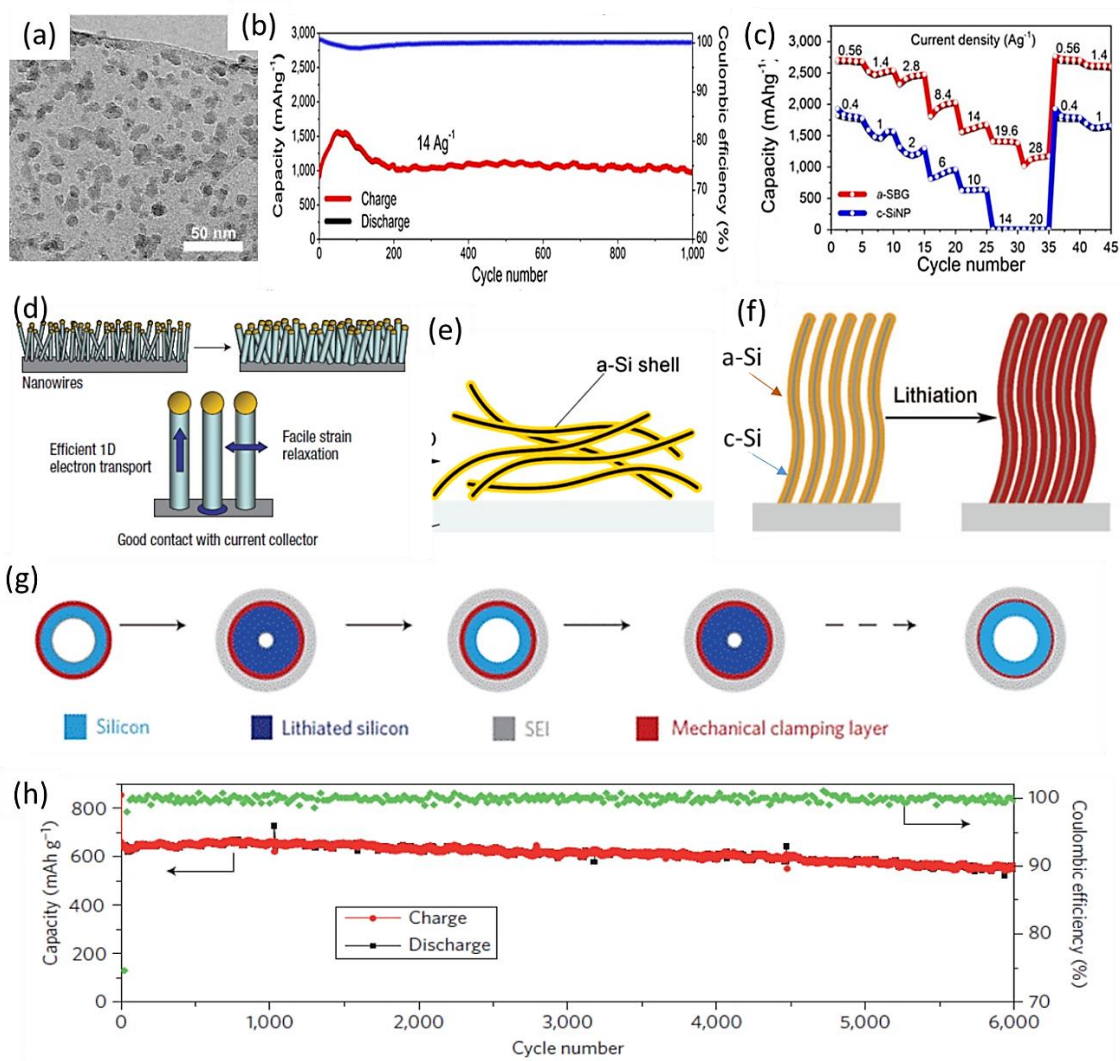 (a)
50 nm
(b)
3,000
2,500
2,000
1,500
1,000
500
0
Capacity (mAhg⁻¹)
14 Ag⁻¹
Charge
Discharge
0
200
400
600
800
1,000
Cycle number
100
90
80
70
60
Coulombic efficiency (%)
(c)
3,000
2,500
2,000
1,500
1,000
500
0
Capacity (mAhg⁻¹)
Current density (Ag⁻¹)
0.56
1.4
2.8
8.4
14
19.6
28
0.56
1.4
0.4
1
2
6
10
14
20
0.4
1
a-SBG
c-SiNP
0
5
10
15
20
25
30
35
40
45
Cycle number
(d)
Nanowires
Efficient 1D
electron transport
Facile strain
relaxation
Good contact with current collector
(e)
a-Si shell
(f)
a-Si
c-Si
Lithiation
(g)
Silicon
Lithiated silicon
SEI
Mechanical clamping layer
(h)
800
600
400
200
0
Capacity (mAh g⁻¹)
Charge
Discharge
0
1,000
2,000
3,000
4,000
5,000
6,000
Cycle number
100
90
80
70
Coulombic efficiency (%)